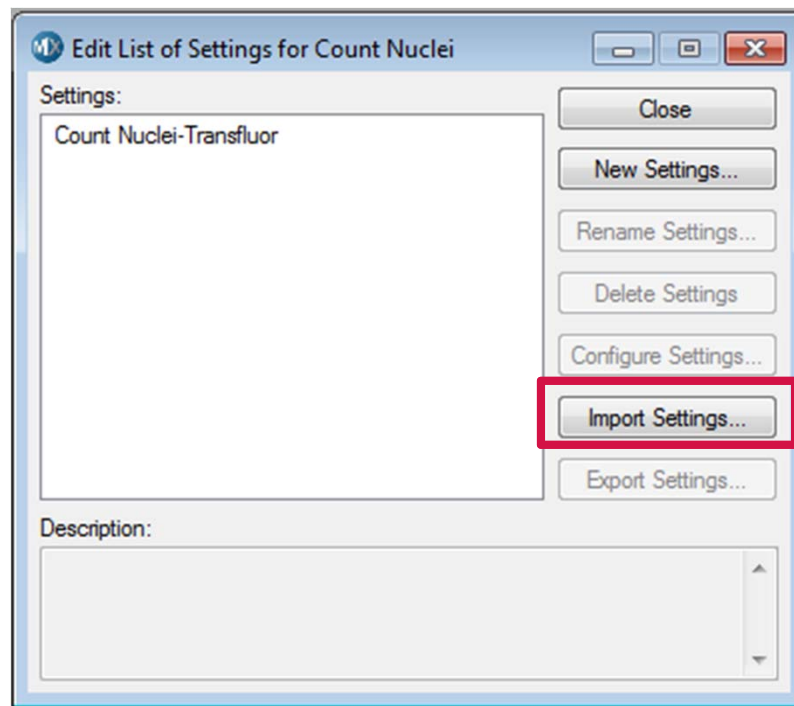 MX Edit List of Settings for Count Nuclei
Settings:
Count Nuclei-Transfluor
Close
New Settings...
Rename Settings...
Delete Settings
Configure Settings...
Import Settings...
Export Settings...
Description: